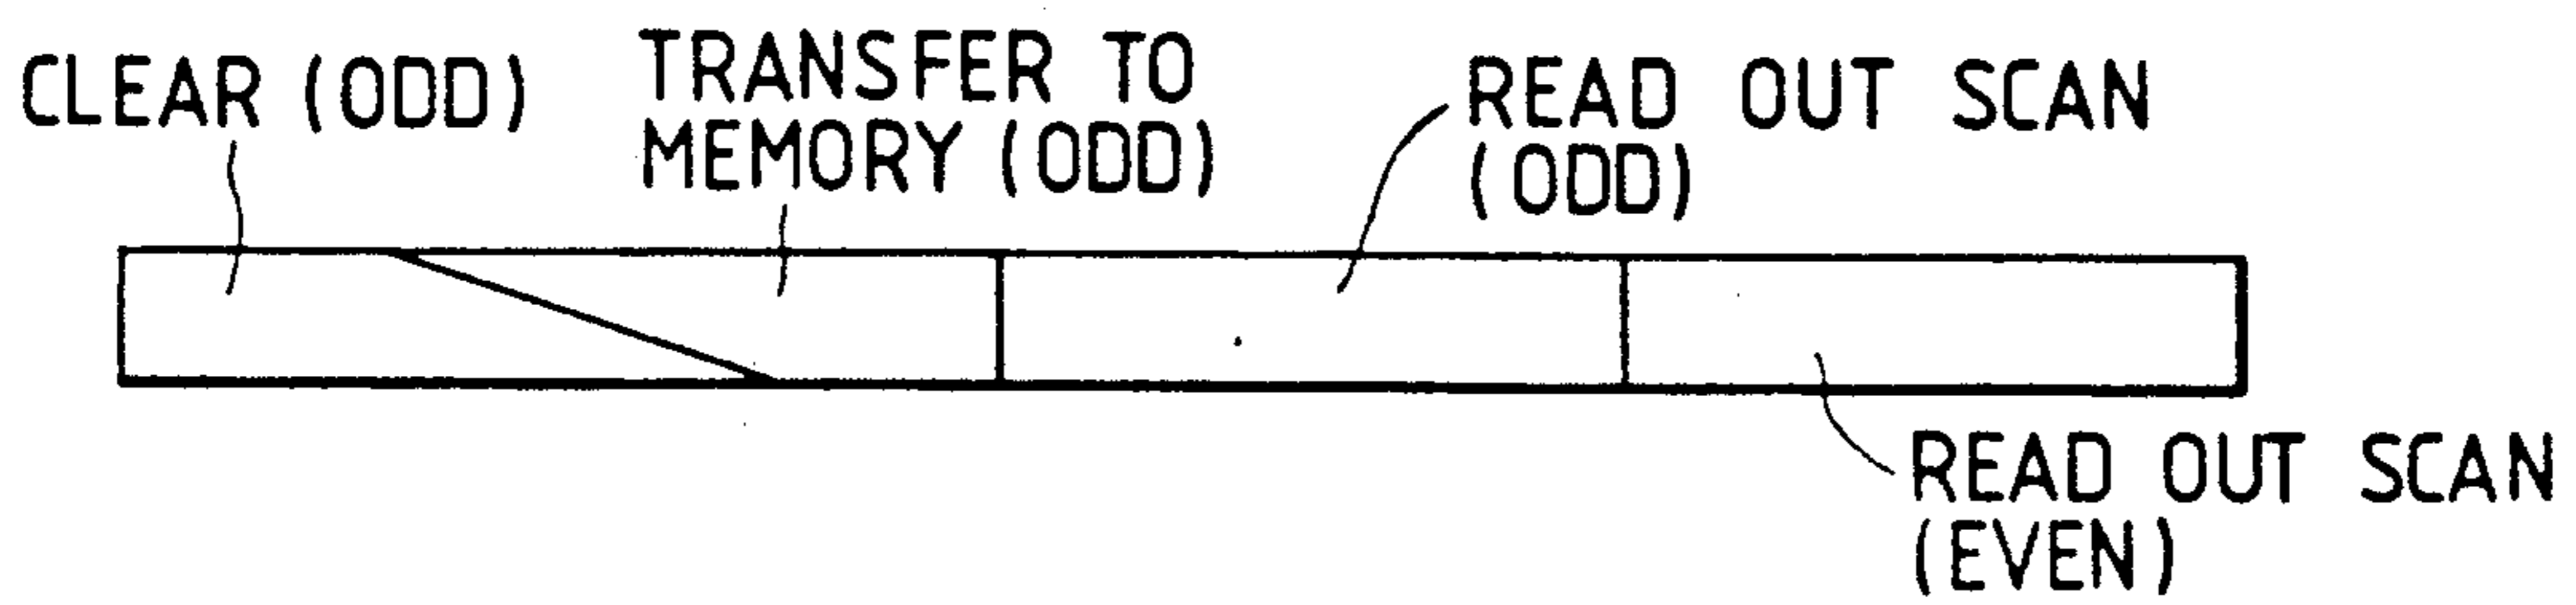 CLEAR (ODD)
TRANSFER TO
MEMORY (ODD)
READ OUT SCAN
(ODD)
READ OUT SCAN
(EVEN)